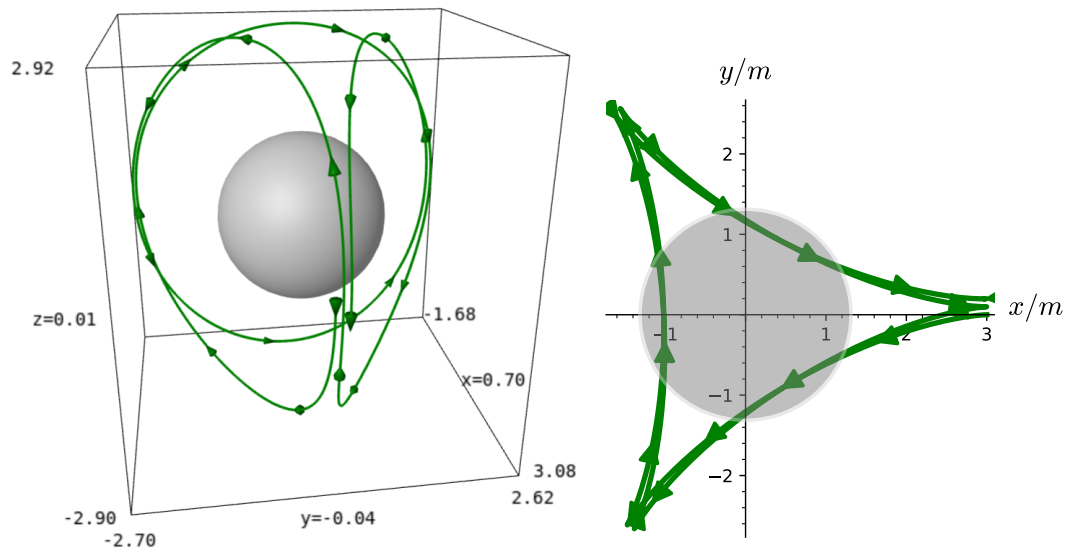 2.92
z=0.01
-1.68
x=0.70
3.08
2.62
-2.90
-2.70
y=-0.04
y/m
x/m
2
1
−1
1
2
3
−1
−2